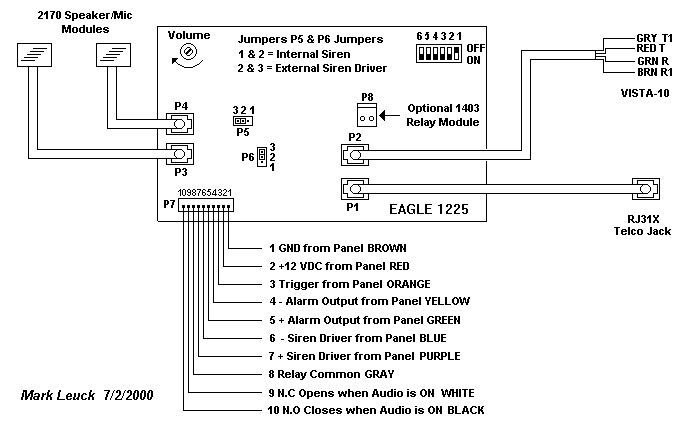 2170 Speaker/Mic
Modules
Volume
Jumpers P5 & P6 Jumpers
1 & 2 = Internal Siren
2 & 3 = External Siren Driver
6 5 4 3 2 1
OFF
ON
GRY T1
RED T
GRN R
BRN R1
VISTA-10
P4
3 2 1
P5
P8
Optional 1403
Relay Module
P3
P6
3
2
1
P2
P7
10987654321
P1
EAGLE 1225
RJ31X
Telco Jack
1 GND from Panel BROWN
2 +12 VDC from Panel RED
3 Trigger from Panel ORANGE
4 - Alarm Output from Panel YELLOW
5 + Alarm Output from Panel GREEN
6 - Siren Driver from Panel BLUE
7 + Siren Driver from Panel PURPLE
8 Relay Common GRAY
9 N.C Opens when Audio is ON WHITE
10 N.O Closes when Audio is ON BLACK
Mark Leuck 7/2/2000